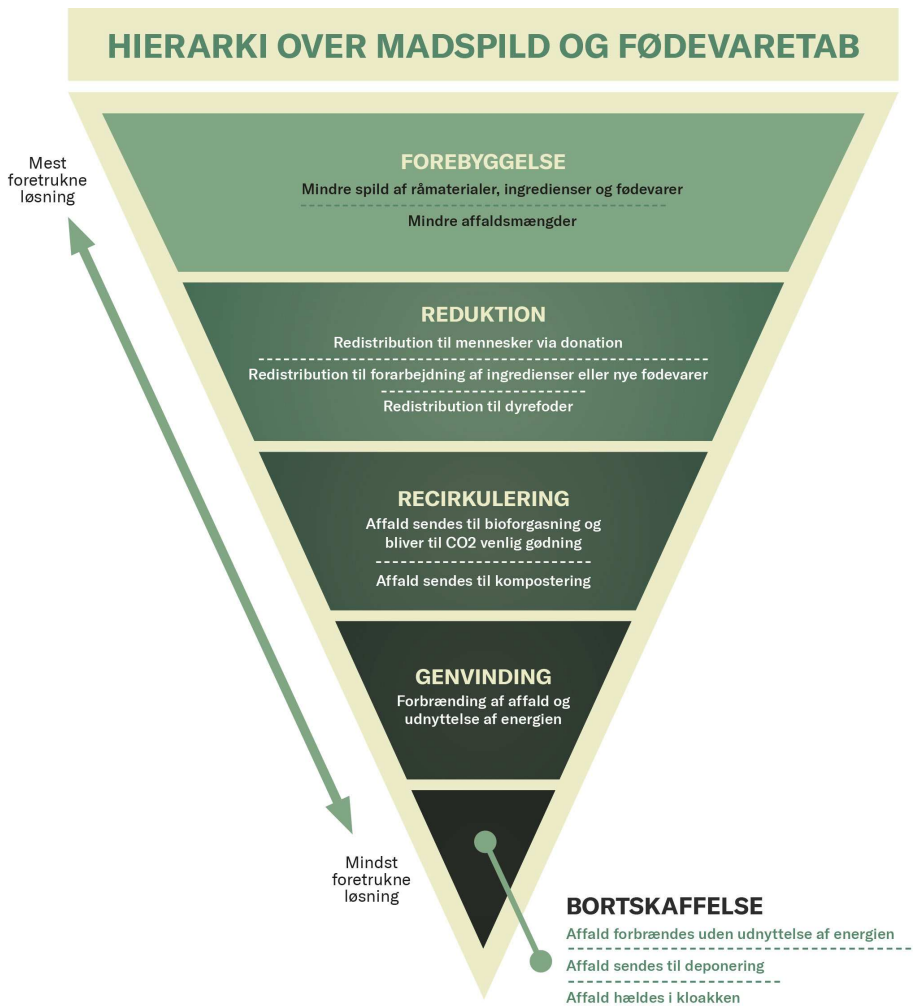 HIERARKI OVER MADSPILD OG FØDEVARETAB
Mest
foretrukne
løsning
FOREBYGGELSE
Mindre spild af råmaterialer, ingredienser og fødevarer
Mindre affaldsmængder
REDUKTION
Redistribution til mennesker via donation
Redistribution til forarbejdning af ingredienser eller nye fødevarer
Redistribution til dyrefoder
RECIRKULERING
Affald sendes til bioforgasning og
bliver til CO2 venlig gødning
Affald sendes til kompostering
GENVINDING
Forbrænding af affald og
udnyttelse af energien
Mindst
foretrukne
løsning
BORTSKAFFELSE
Affald forbrændes uden udnyttelse af energien
Affald sendes til deponering
Affald hældes i kloakken